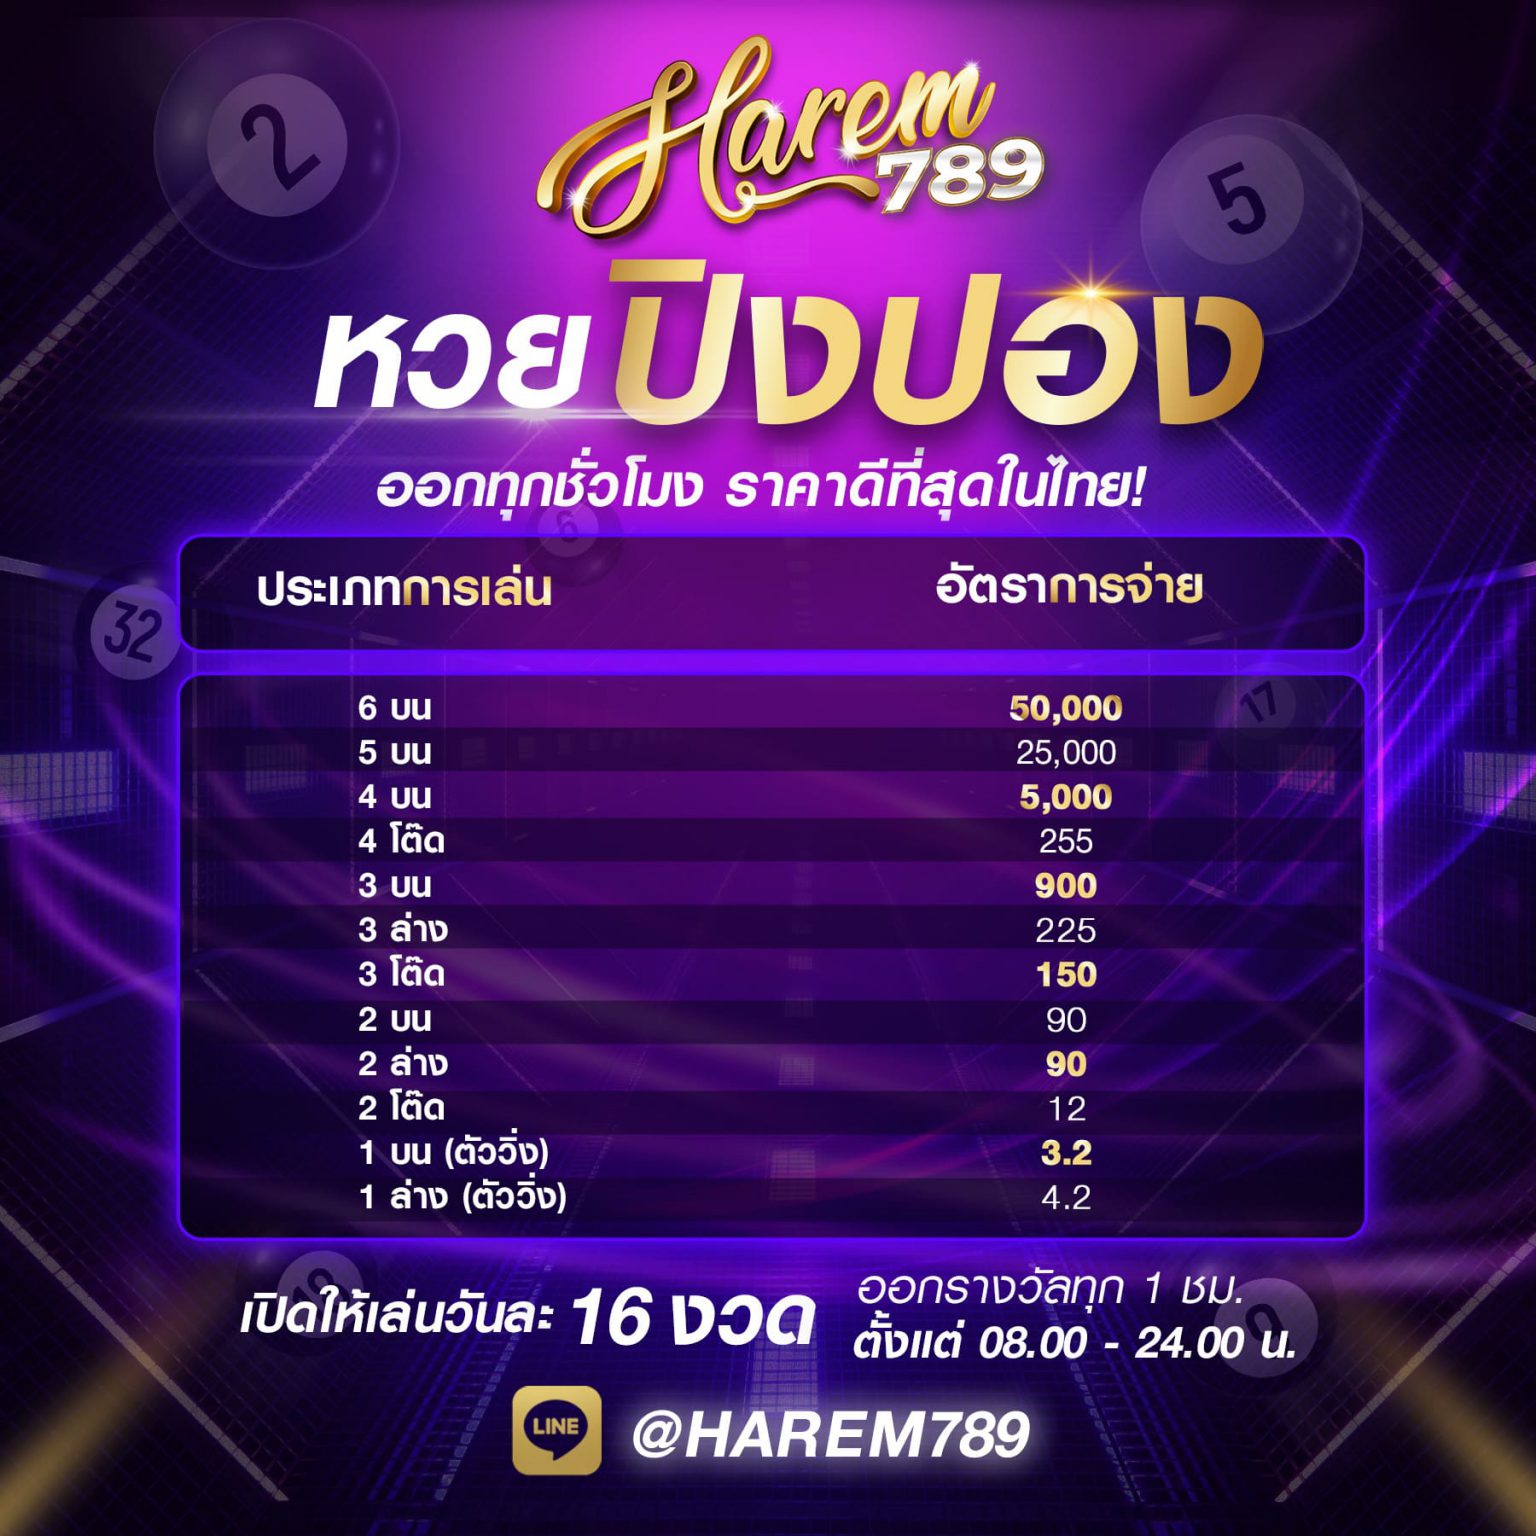 2
Harem
789
5
หวยปิงปอง
ออกทุกชั่วโมง ราคาดีที่สุดในไทย!
6
32
17
ประเภทการเล่น อัตราการจ่าย
6 บน 50,000
5 บน 25,000
4 บน 5,000
4 โต๊ด 255
3 บน 900
3 ล่าง 225
3 โต๊ด 150
2 บน 90
2 ล่าง 90
2 โต๊ด 12
1 บน (ตัววิ่ง) 3.2
1 ล่าง (ตัววิ่ง) 4.2
เปิดให้เล่นวันละ 16 งวด
ออกรางวัลทุก 1 ชม.
ตั้งแต่ 08.00 - 24.00 น.
LINE
@HAREM789